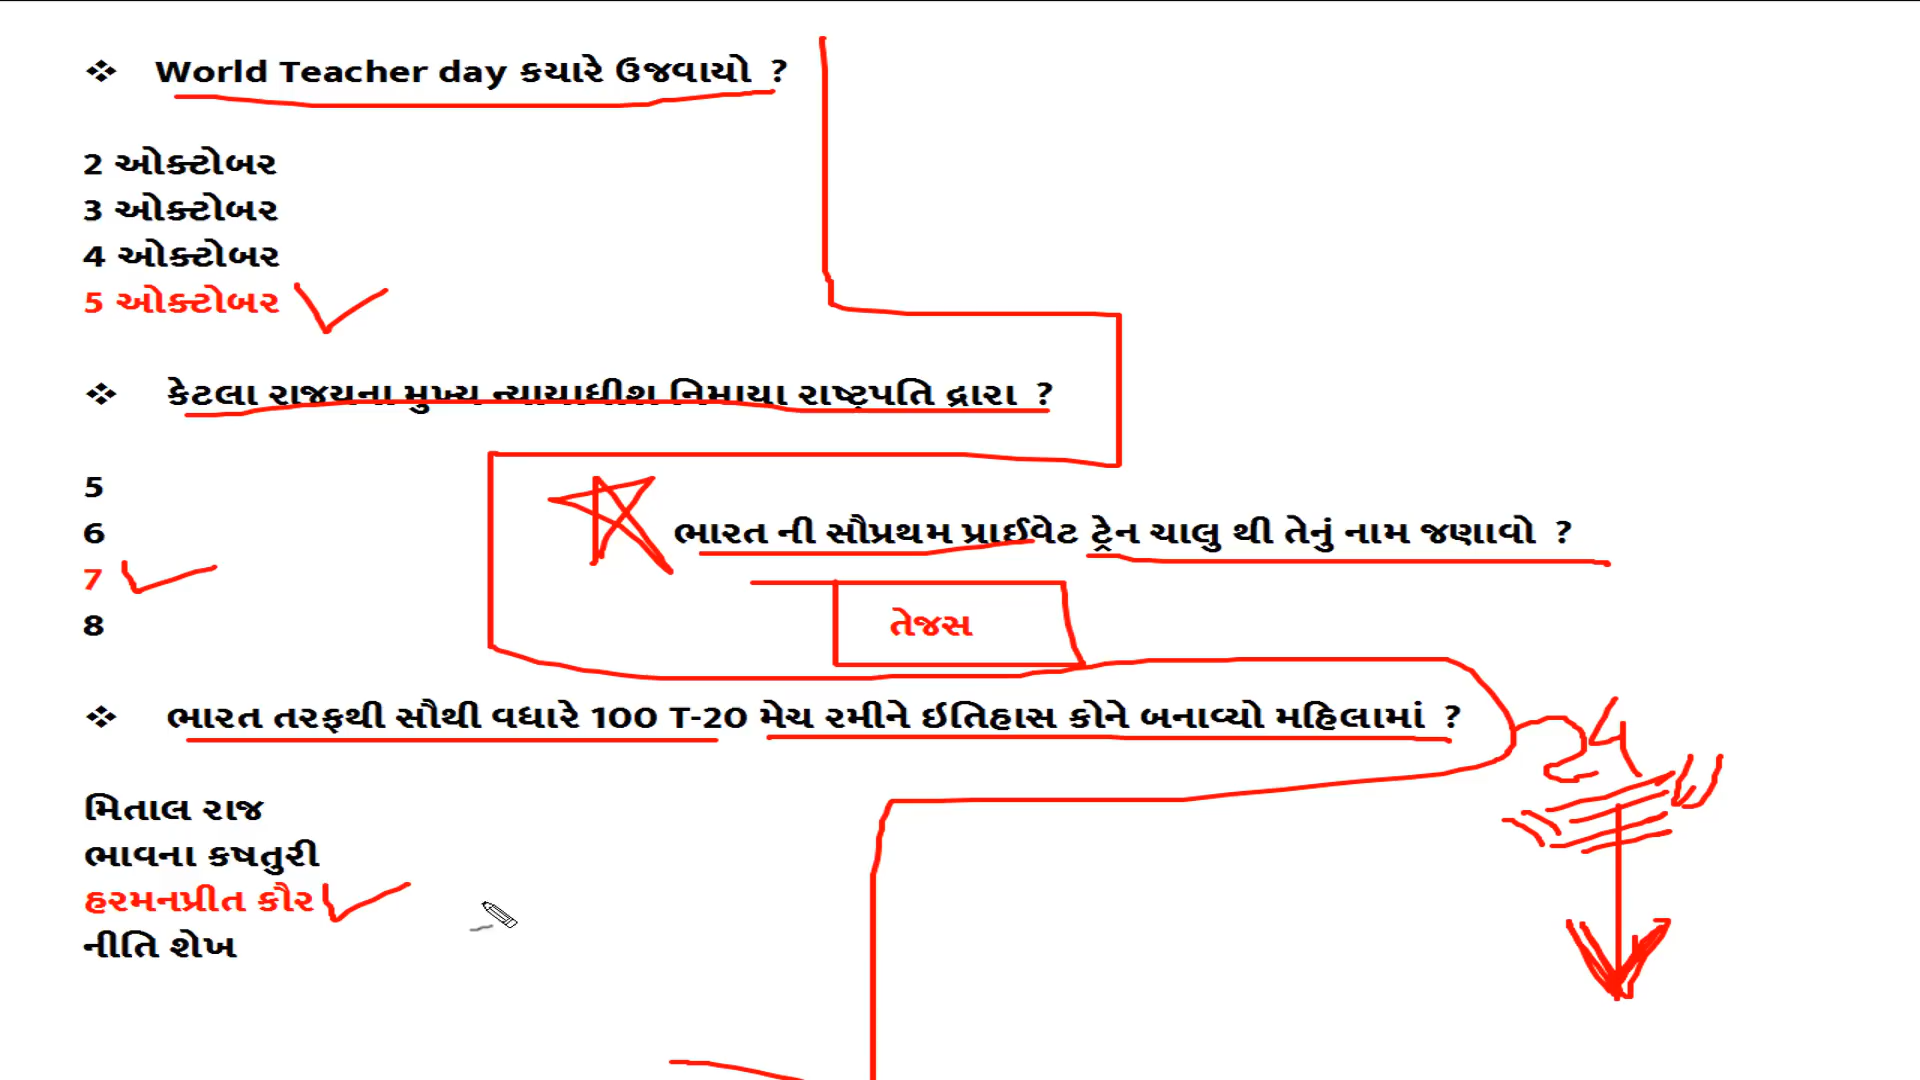 ❖ World Teacher day કયારે ઉજવાયો ?
2 ઓક્ટોબર
3 ઓક્ટોબર
4 ઓક્ટોબર
5 ઓક્ટોબર
❖ કેટલા રાજયના મુખ્ય ન્યાયાધીશ નિમાયા રાષ્ટ્રપતિ દ્વારા ?
5
6
7
8
ભારત ની સૌપ્રથમ પ્રાઈવેટ ટ્રેન ચાલુ થી તેનું નામ જણાવો ?
તેજસ
❖ ભારત તરફથી સૌથી વધારે 100 T-20 મેચ રમીને ઈતિહાસ કોને બનાવ્યો મહિલામાં ?
મિતાલ રાજ
ભાવના કષતુરી
હરમનપ્રીત કૌર
નીતિ શેખ